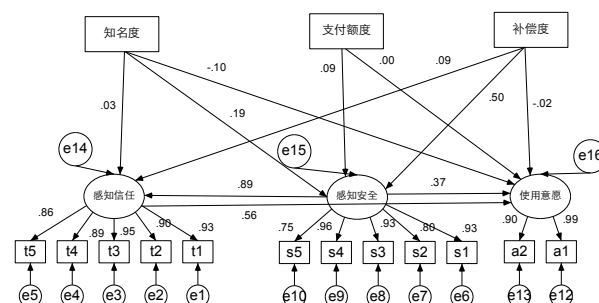 知名度 支付额度 补偿度
-.10 .09 .00 .09
.03 .19 .50 -.02
e14 e15 e16
.89 .37
感知信任 感知安全 使用意愿
.56
.86 .89 .95 .90 .93 .75 .96 .93 .80 .93 .90 .99
t5 t4 t3 t2 t1 s5 s4 s3 s2 s1 a2 a1
e5 e4 e3 e2 e1 e10 e9 e8 e7 e6 e13 e12